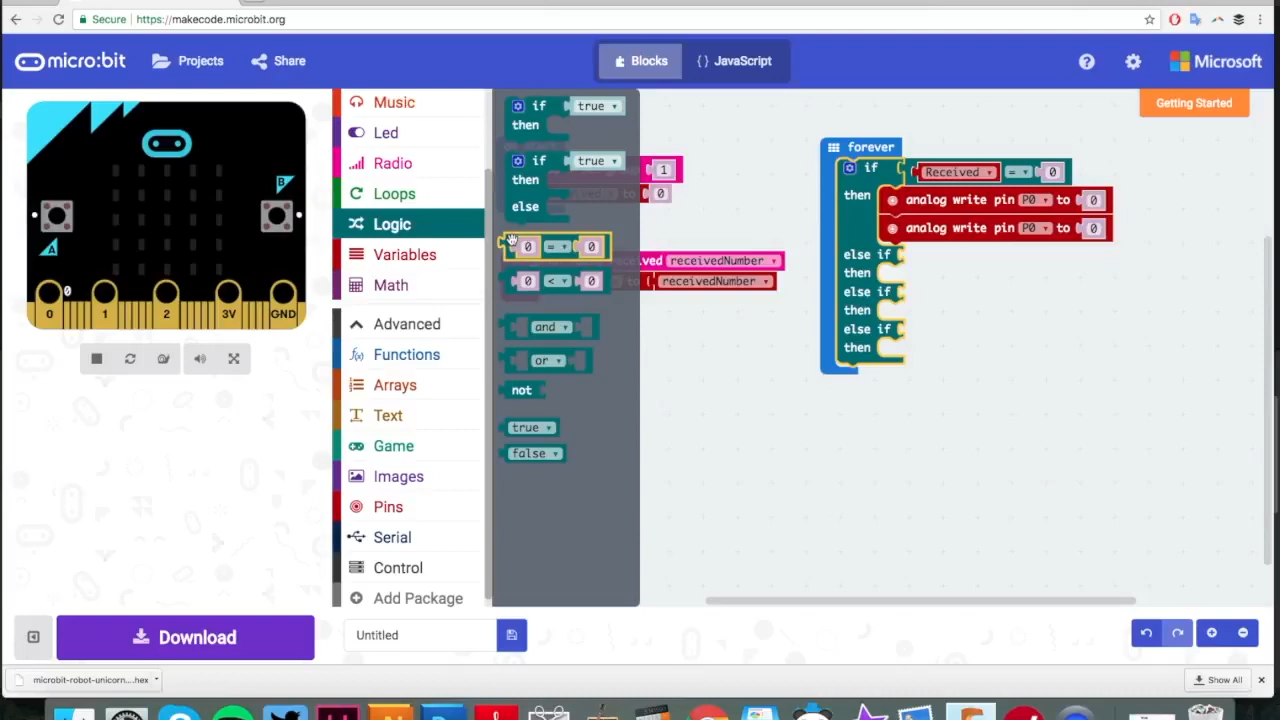 Secure https://makecode.microbit.org
micro:bit Projects Share Blocks {} JavaScript Microsoft
Getting Started
Music
Led
Radio
Loops
Logic
Variables
Math
Advanced
Functions
Arrays
Text
Game
Images
Pins
Serial
Control
Add Package
if true
then
if true
then
else
0 = 0
0 < 0
and
or
not
true
false
1
to 0
received receivedNumber
to receivedNumber
forever
if Received = 0
then analog write pin P0 to 0
analog write pin P0 to 0
else if
then
else if
then
else if
then
A
B
0
0 1 2 3V GND
Download
Untitled
microbit-robot-unicorn....hex
Show All